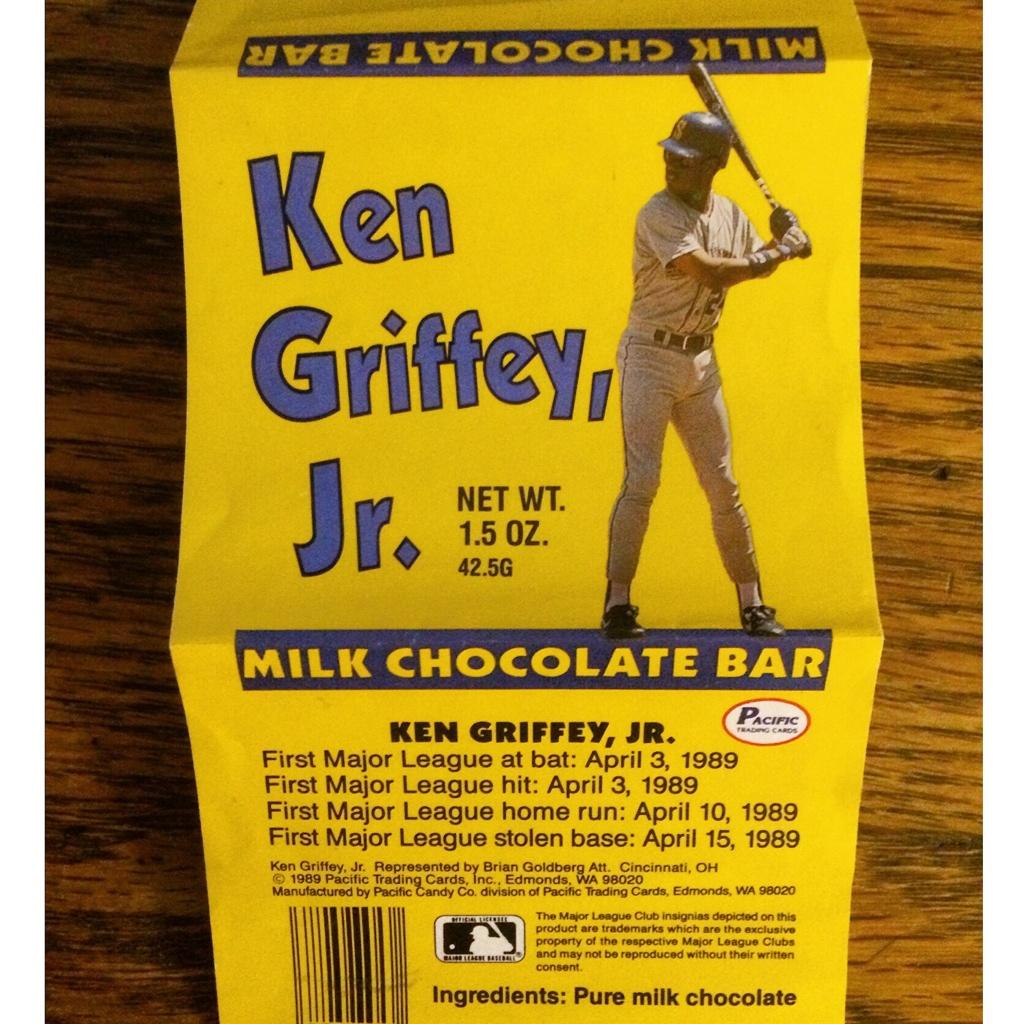 MILK CHOCOLATE BAR
Ken
Griffey,
Jr.
NET WT.
1.5 OZ.
42.5G
MILK CHOCOLATE BAR
PACIFIC
TRADING CARDS
KEN GRIFFEY, JR.
First Major League at bat: April 3, 1989
First Major League hit: April 3, 1989
First Major League home run: April 10, 1989
First Major League stolen base: April 15, 1989
Ken Griffey, Jr. Represented by Brian Goldberg Att. Cincinnati, OH
© 1989 Pacific Trading Cards, Inc., Edmonds, WA 98020
Manufactured by Pacific Candy Co. division of Pacific Trading Cards, Edmonds, WA 98020
OFFICIAL LICENSEE
MAJOR LEAGUE BASEBALL®
The Major League Club insignias depicted on this
product are trademarks which are the exclusive
property of the respective Major League Clubs
and may not be reproduced without their written
consent.
Ingredients: Pure milk chocolate